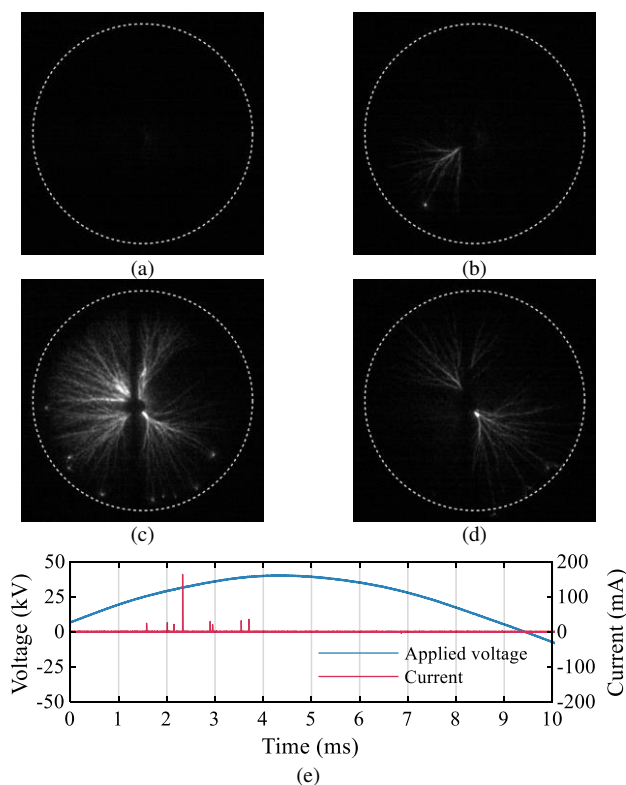 (a)
(b)
(c)
(d)
50
25
0
-25
-50
Voltage (kV)
200
100
0
-100
-200
Current (mA)
Applied voltage
Current
0 1 2 3 4 5 6 7 8 9 10
Time (ms)
(e)